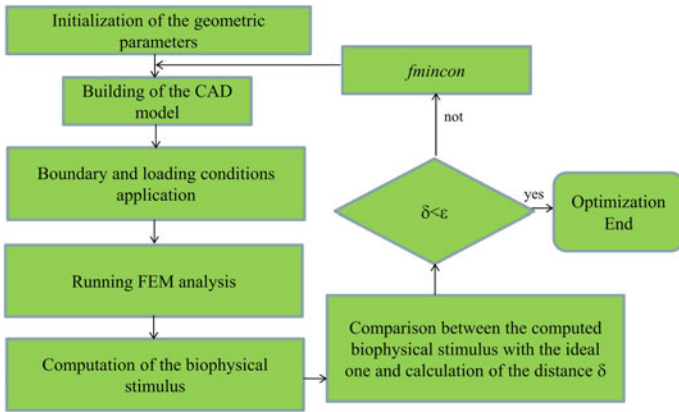 Initialization of the geometric
parameters
Building of the CAD
model
Boundary and loading conditions
application
Running FEM analysis
Computation of the biophysical
stimulus
Comparison between the computed
biophysical stimulus with the ideal
one and calculation of the distance δ
δ<ε
not
fmincon
yes
Optimization
End